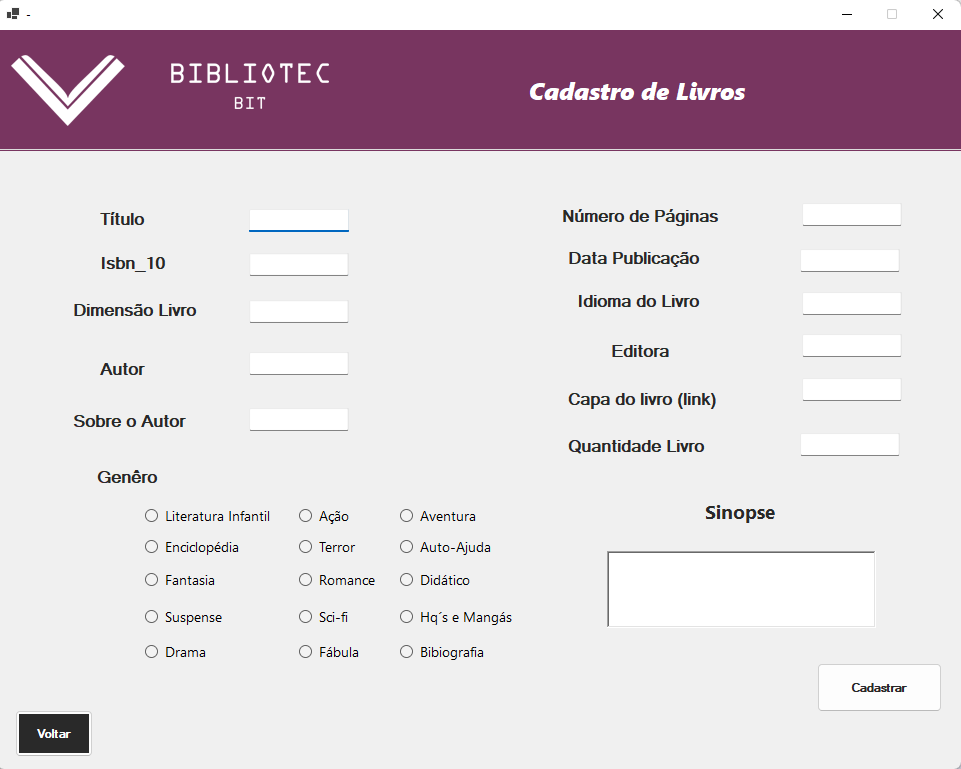 -
BIBLIOTEC
BIT
Cadastro de Livros
Título
Isbn_10
Dimensão Livro
Autor
Sobre o Autor
Número de Páginas
Data Publicação
Idioma do Livro
Editora
Capa do livro (link)
Quantidade Livro
Genêro
Literatura Infantil Ação Aventura
Enciclopédia Terror Auto-Ajuda
Fantasia Romance Didático
Suspense Sci-fi Hq´s e Mangás
Drama Fábula Bibiografia
Sinopse
Cadastrar
Voltar